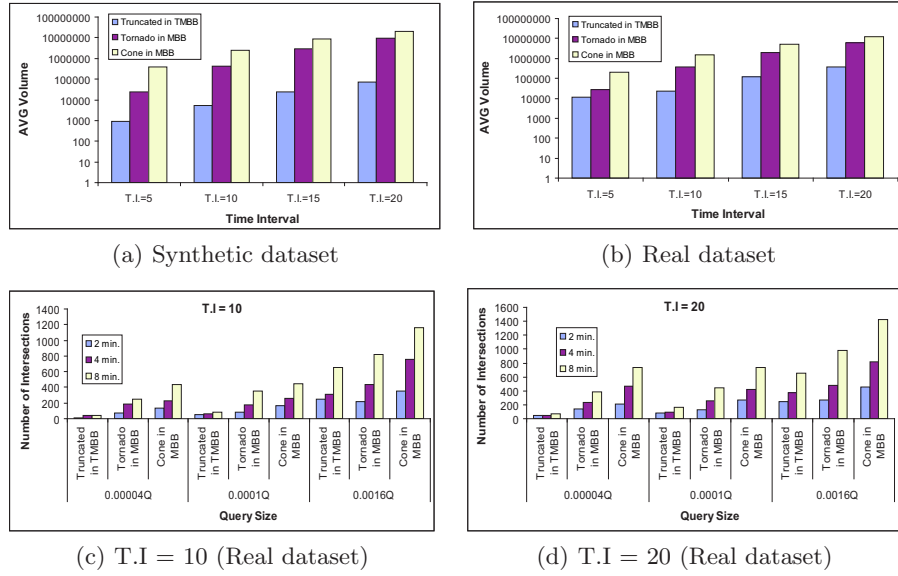 100000000
10000000
1000000
100000
10000
1000
100
10
1
AVG Volume
Truncated in TMBB
Tornado in MBB
Cone in MBB
T.I.=5 T.I.=10 T.I.=15 T.I.=20
Time Interval
(a) Synthetic dataset
100000000
10000000
1000000
100000
10000
1000
100
10
1
AVG Volume
Truncated in TMBB
Tornado in MBB
Cone in MBB
T.I.=5 T.I.=10 T.I.=15 T.I.=20
Time Interval
(b) Real dataset
T.I = 10
1400
1200
1000
800
600
400
200
0
Number of Intersections
2 min.
4 min.
8 min.
Truncated in TMBB
Tornado in MBB
Cone in MBB
Truncated in TMBB
Tornado in MBB
Cone in MBB
Truncated in TMBB
Tornado in MBB
Cone in MBB
0.00004Q 0.0001Q 0.0016Q
Query Size
(c) T.I = 10 (Real dataset)
T.I = 20
1600
1400
1200
1000
800
600
400
200
0
Number of Intersections
2 min.
4 min.
8 min.
Truncated in TMBB
Tornado in MBB
Cone in MBB
Truncated in TMBB
Tornado in MBB
Cone in MBB
Truncated in TMBB
Tornado in MBB
Cone in MBB
0.00004Q 0.0001Q 0.0016Q
Query Size
(d) T.I = 20 (Real dataset)